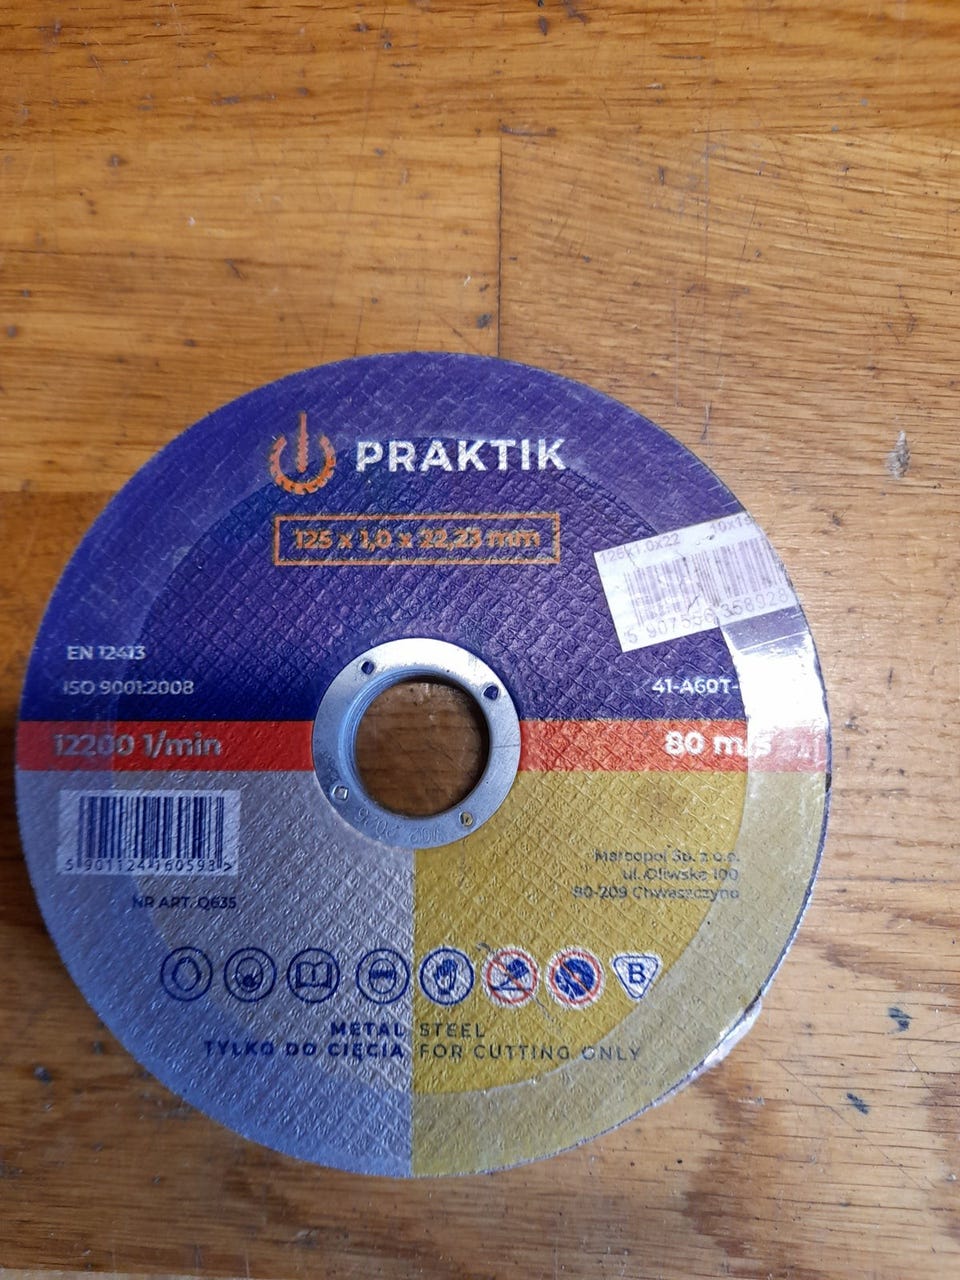 PRAKTIK
125 x 1,0 x 22,23 mm
125x1.0x22
5 907556 358928
EN 12413
ISO 9001:2008
41-A60T-
12200 1/min
80 m/s
5 901124 160593 >
NR ART. Q635
Marcopol Sp. z o.o.
ul. Oliwska 100
80-209 Chwaszczyno
B
METAL STEEL
TYLKO DO CIĘCIA FOR CUTTING ONLY